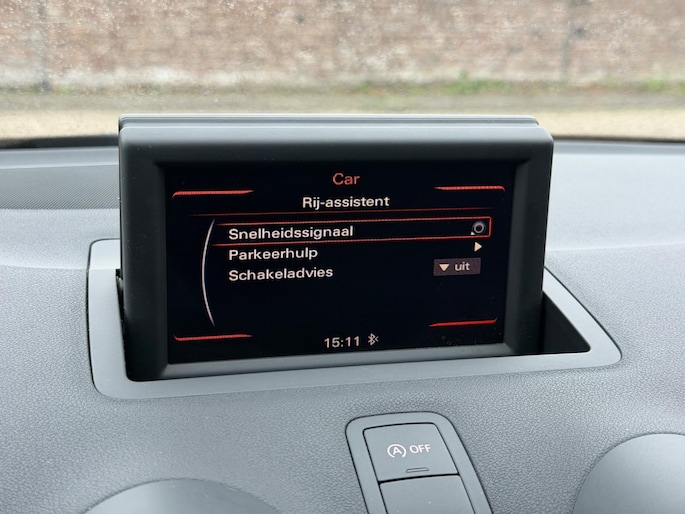 Car
Rij-assistent
Snelheidssignaal
Parkeerhulp
Schakeladvies uit
15:11
A OFF